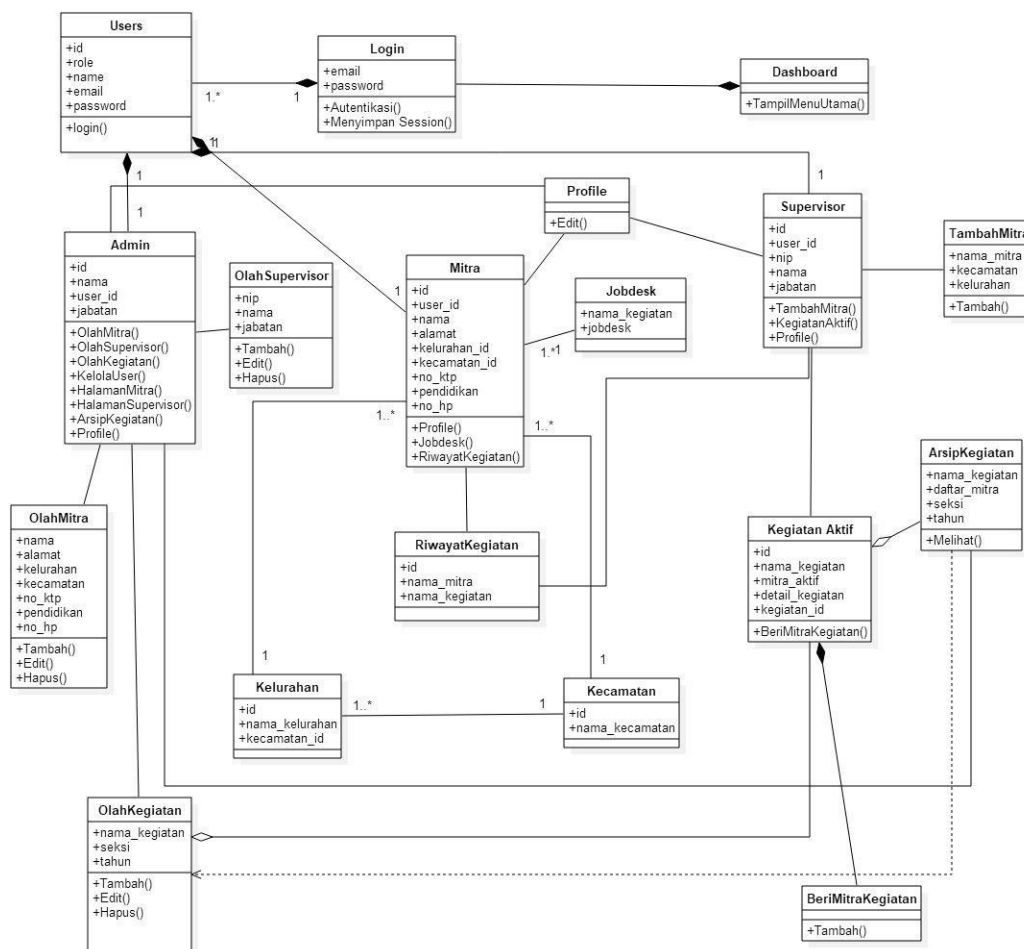 Users
+id
+role
+name
+email
+password
+login()
Login
+email
+password
+Autentikasi()
+Menyimpan Session()
Dashboard
+TampilMenuUtama()
1.*
1
1
1
1
1
1
1
Profile
+Edit()
Supervisor
+id
+user_id
+nip
+nama
+jabatan
+TambahMitra()
+KegiatanAktif()
+Profile()
TambahMitra
+nama_mitra
+kecamatan
+kelurahan
+Tambah()
Admin
+id
+nama
+user_id
+jabatan
+OlahMitra()
+OlahSupervisor()
+OlahKegiatan()
+KelolaUser()
+HalamanMitra()
+HalamanSupervisor()
+ArsipKegiatan()
+Profile()
OlahSupervisor
+nip
+nama
+jabatan
+Tambah()
+Edit()
+Hapus()
Mitra
+id
+user_id
+nama
+alamat
+kelurahan_id
+kecamatan_id
+no_ktp
+pendidikan
+no_hp
+Profile()
+Jobdesk()
+RiwayatKegiatan()
Jobdesk
+nama_kegiatan
+jobdesk
1..*
1
1..*
1..*
ArsipKegiatan
+nama_kegiatan
+daftar_mitra
+seksi
+tahun
+Melihat()
OlahMitra
+nama
+alamat
+kelurahan
+kecamatan
+no_ktp
+pendidikan
+no_hp
+Tambah()
+Edit()
+Hapus()
RiwayatKegiatan
+id
+nama_mitra
+nama_kegiatan
Kegiatan Aktif
+id
+nama_kegiatan
+mitra_aktif
+detail_kegiatan
+kegiatan_id
+BeriMitraKegiatan()
1
1
Kelurahan
+id
+nama_kelurahan
+kecamatan_id
1..*
1
Kecamatan
+id
+nama_kecamatan
OlahKegiatan
+nama_kegiatan
+seksi
+tahun
+Tambah()
+Edit()
+Hapus()
BeriMitraKegiatan
+Tambah()